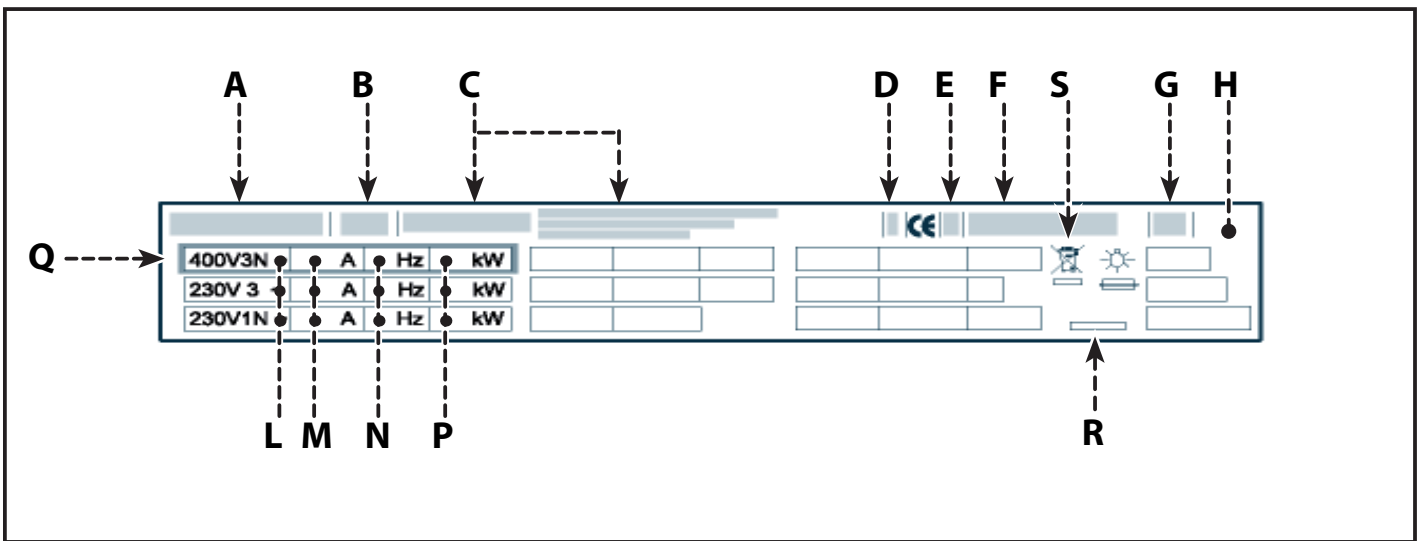 A B C D E F S G H
CE
Q 400V3N A Hz kW
230V 3 A Hz kW
230V1N A Hz kW
L M N P R